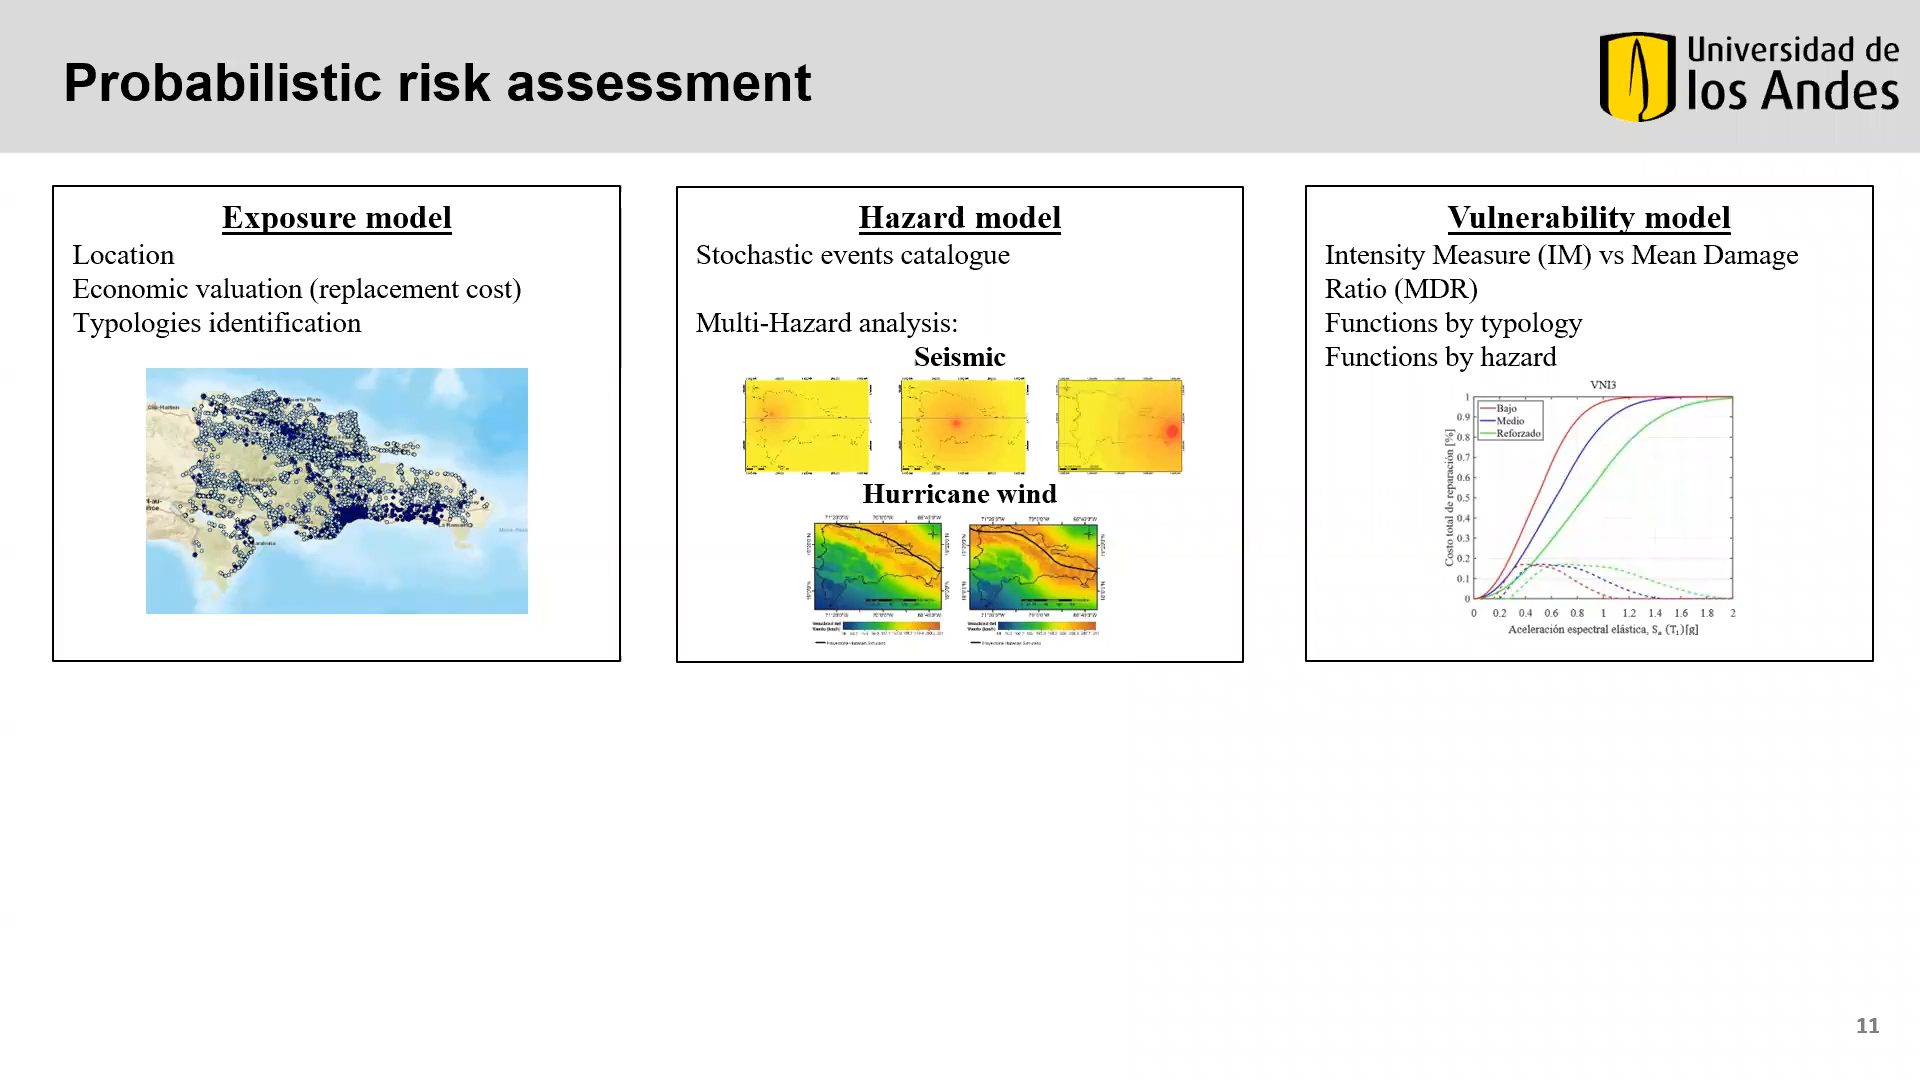 Probabilistic risk assessment
Universidad de
los Andes
Exposure model
Location
Economic valuation (replacement cost)
Typologies identification
Hazard model
Stochastic events catalogue
Multi-Hazard analysis:
Seismic
Hurricane wind
Vulnerability model
Intensity Measure (IM) vs Mean Damage
Ratio (MDR)
Functions by typology
Functions by hazard
VNI3
Bajo
Medio
Reforzado
Costo total de reparación [%]
1
0.9
0.8
0.7
0.6
0.5
0.4
0.3
0.2
0.1
0
0 0.2 0.4 0.6 0.8 1 1.2 1.4 1.6 1.8 2
Aceleración espectral elástica, Sa (T1)[g]
11